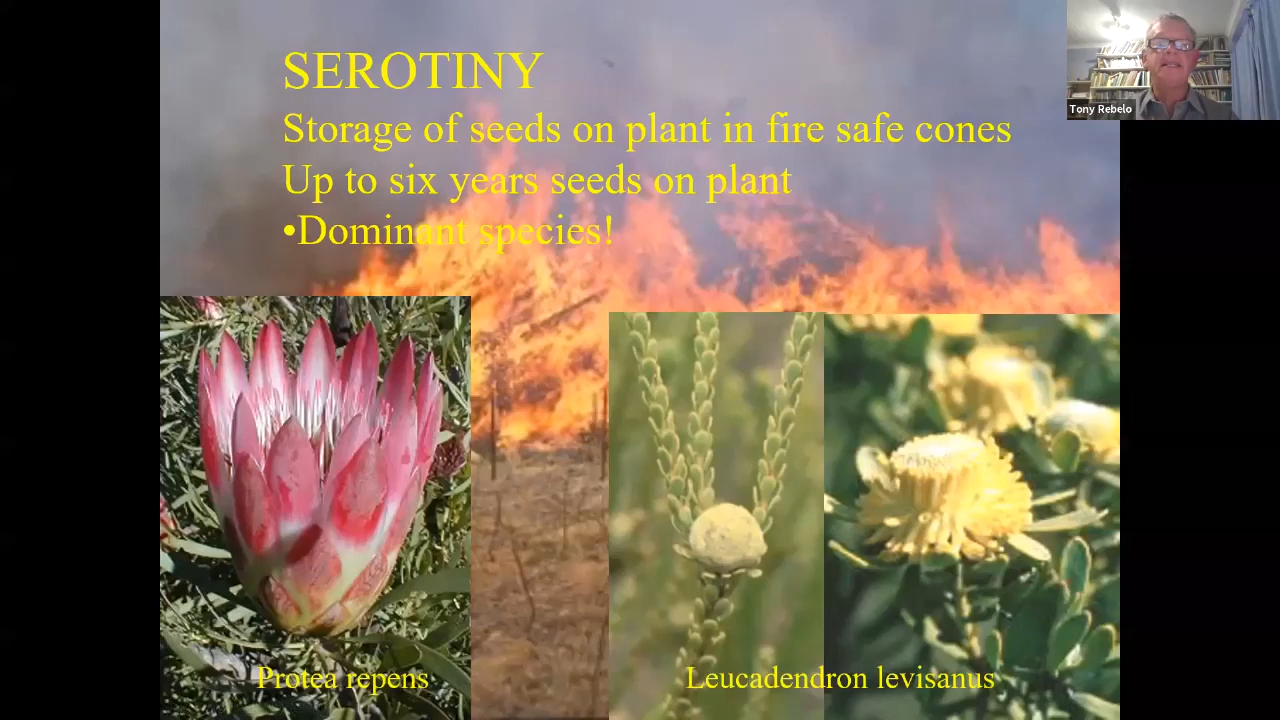 SEROTINY
Storage of seeds on plant in fire safe cones
Up to six years seeds on plant
•Dominant species!
Tony Rebelo
Protea repens
Leucadendron levisanus